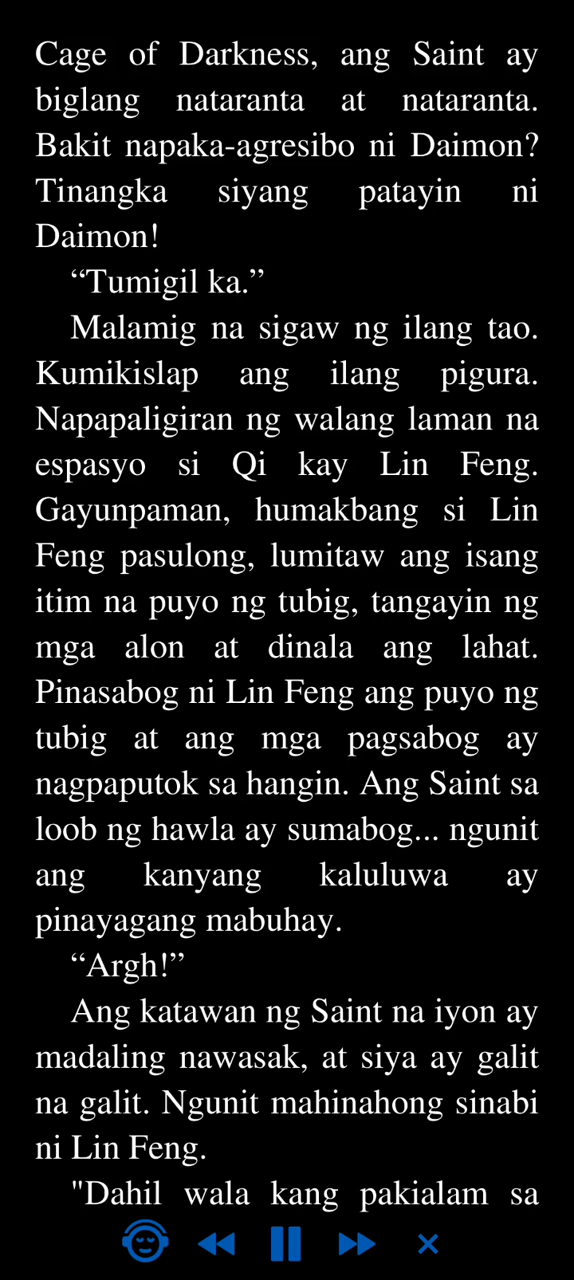 Cage of Darkness, ang Saint ay
biglang nataranta at nataranta.
Bakit napaka-agresibo ni Daimon?
Tinangka siyang patayin ni
Daimon!
“Tumigil ka.”
Malamig na sigaw ng ilang tao.
Kumikislap ang ilang pigura.
Napapaligiran ng walang laman na
espasyo si Qi kay Lin Feng.
Gayunpaman, humakbang si Lin
Feng pasulong, lumitaw ang isang
itim na puyo ng tubig, tangayin ng
mga alon at dinala ang lahat.
Pinasabog ni Lin Feng ang puyo ng
tubig at ang mga pagsabog ay
nagpaputok sa hangin. Ang Saint sa
loob ng hawla ay sumabog... ngunit
ang kanyang kaluluwa ay
pinayagang mabuhay.
“Argh!”
Ang katawan ng Saint na iyon ay
madaling nawasak, at siya ay galit
na galit. Ngunit mahinahong sinabi
ni Lin Feng.
"Dahil wala kang pakialam sa